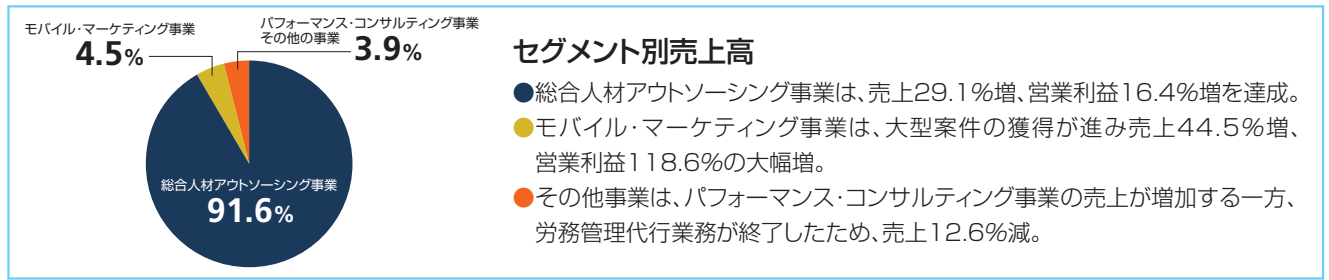 モバイル・マーケティング事業
4.5%
パフォーマンス・コンサルティング事業
その他の事業
3.9%
総合人材アウトソーシング事業
91.6%
セグメント別売上高
●総合人材アウトソーシング事業は、売上29.1%増、営業利益16.4%増を達成。
●モバイル・マーケティング事業は、大型案件の獲得が進み売上44.5%増、
営業利益118.6%の大幅増。
●その他事業は、パフォーマンス・コンサルティング事業の売上が増加する一方、
労務管理代行業務が終了したため、売上12.6%減。